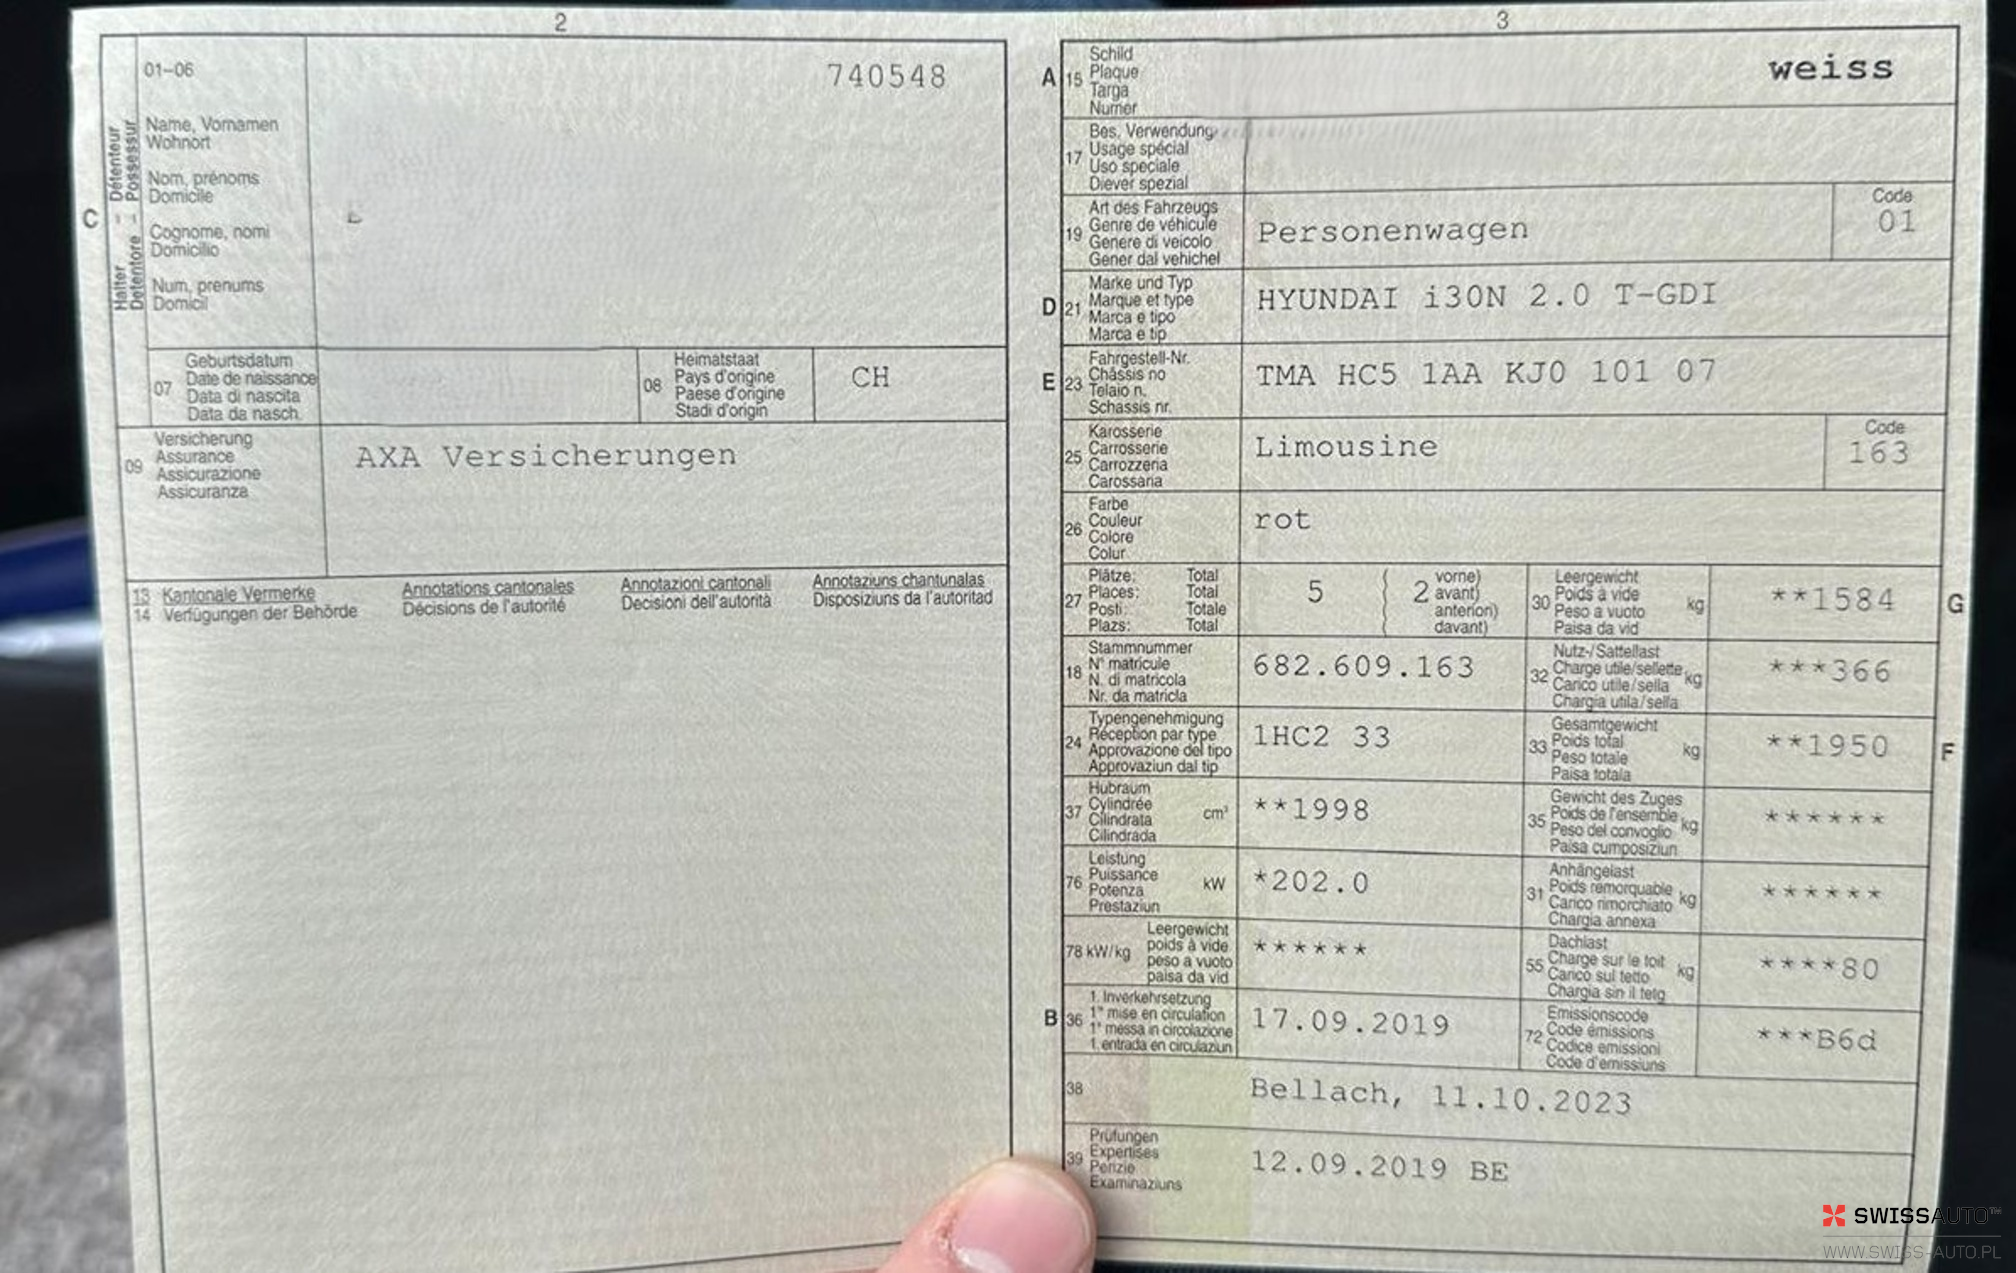 2
01-06
740548
Halter - Détenteur
Detentore - Possessur
C
Name, Vornamen
Wohnort
Nom, prénoms
Domicile
Cognome, nomi
Domicilio
Num, prenums
Domicil
07
Geburtsdatum
Date de naissance
Data di nascita
Data da nasch.
08
Heimatstaat
Pays d'origine
Paese d'origine
Stadi d'origin
CH
09
Versicherung
Assurance
Assicurazione
Assicuranza
AXA Versicherungen
13 Kantonale Vermerke Annotations cantonales Annotazioni cantonali Annotaziuns chantunalas
14 Verfügungen der Behörde Décisions de l'autorité Decisioni dell'autorità Disposiziuns da l'autoritad
3
A 15
Schild
Plaque
Targa
Numer
weiss
17
Bes. Verwendung
Usage spécial
Uso speciale
Diever spezial
19
Art des Fahrzeugs
Genre de véhicule
Genere di veicolo
Gener dal vehichel
Personenwagen
Code
01
D 21
Marke und Typ
Marque et type
Marca e tipo
Marca e tip
HYUNDAI i30N 2.0 T-GDI
E 23
Fahrgestell-Nr.
Châssis no
Telaio n.
Schassis nr.
TMA HC5 1AA KJ0 101 07
25
Karosserie
Carrosserie
Carrozzeria
Carossaria
Limousine
Code
163
26
Farbe
Couleur
Colore
Colur
rot
27
Plätze: Total
Places: Total
Posti: Totale
Plazs: Total
5
2
vorne)
avant)
anteriori)
davant)
30
Leergewicht
Poids à vide
Peso a vuoto
Paisa da vid
kg
**1584
G
18
Stammnummer
N° matricule
N. di matricola
Nr. da matricla
682.609.163
32
Nutz-/Sattellast
Charge utile/sellette
Carico utile/sella
Chargia utila/sella
kg
***366
24
Typengenehmigung
Réception par type
Approvazione del tipo
Approvaziun dal tip
1HC2 33
33
Gesamtgewicht
Poids total
Peso totale
Paisa totala
kg
**1950
F
37
Hubraum
Cylindrée
Cilindrata
Cilindrada
cm³
**1998
35
Gewicht des Zuges
Poids de l'ensemble
Peso del convoglio
Paisa cumposiziun
kg
******
76
Leistung
Puissance
Potenza
Prestaziun
kW
*202.0
31
Anhängelast
Poids remorquable
Carico rimorchiato
Chargia annexa
kg
******
78 kW/kg
Leergewicht
poids à vide
peso a vuoto
paisa da vid
******
55
Dachlast
Charge sur le toit
Carico sul tetto
Chargia sin il tetg
kg
****80
B 36
1. Inverkehrsetzung
1re mise en circulation
1a messa in circolazione
1. entrada en circulaziun
17.09.2019
72
Emissionscode
Code émissions
Codice emissioni
Code d'emissiuns
***B6d
38
Bellach, 11.10.2023
39
Prüfungen
Expertises
Perizie
Examinaziuns
12.09.2019 BE
SWISSAUTO™
WWW.SWISS-AUTO.PL